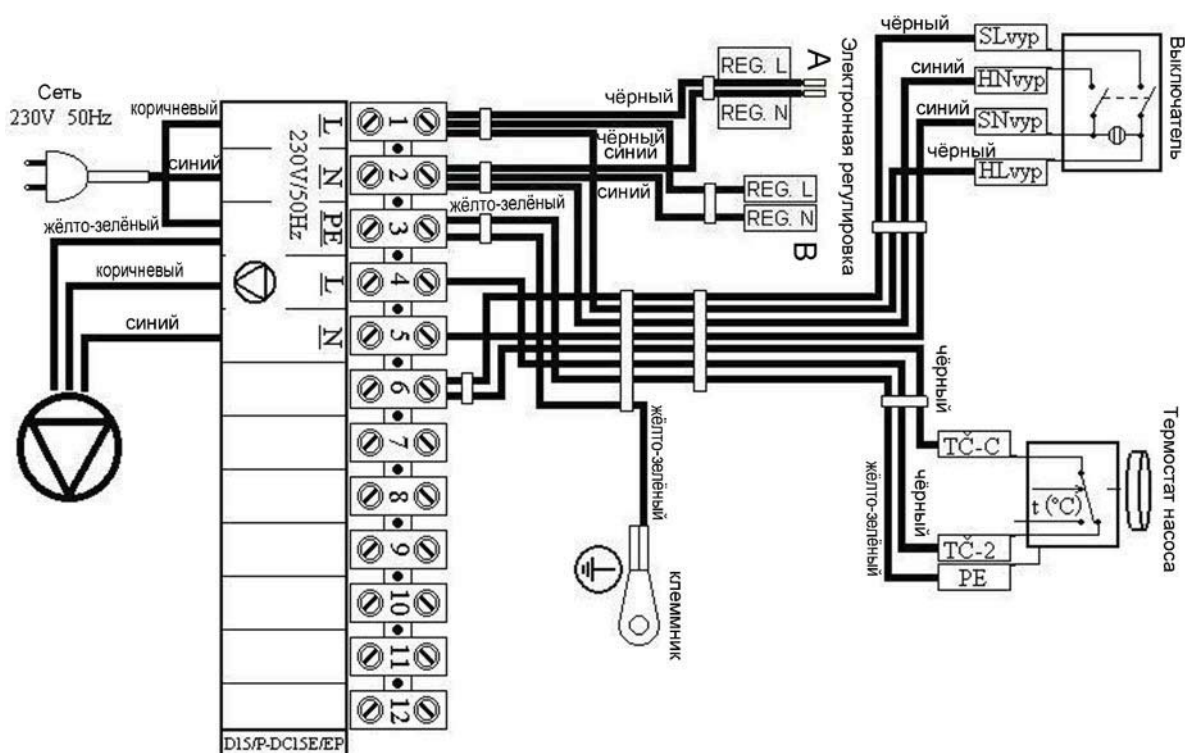 Сеть
230V 50Hz
коричневый
синий
жёлто-зелёный
коричневый
синий
230V/50Hz
L
N
PE
L
N
1
2
3
4
5
6
7
8
9
10
11
12
D15/P-DC15E/EP
чёрный
чёрный
синий
синий
жёлто-зелёный
REG. L
REG. N
A
REG. L
REG. N
B
Электронная регулировка
чёрный
синий
синий
чёрный
SLvyp
HNvyp
SNvyp
HLvyp
Выключатель
жёлто-зелёный
клеммник
чёрный
чёрный
жёлто-зелёный
TČ-C
TČ-2
PE
t (°C)
Термостат насоса